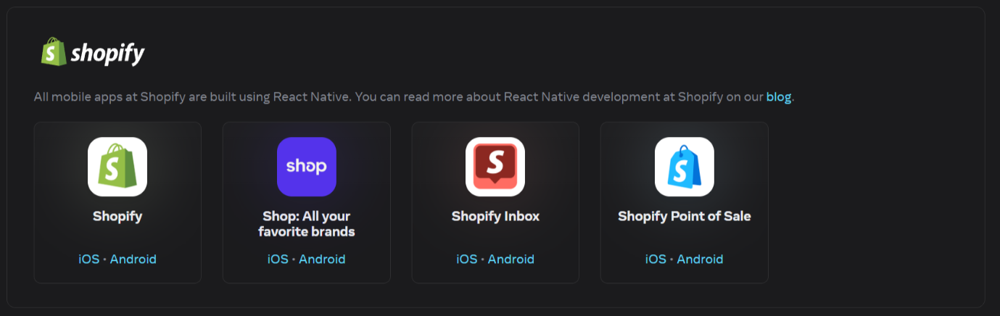 shopify
All mobile apps at Shopify are built using React Native. You can read more about React Native development at Shopify on our blog.
S
shop
S
S
Shopify
Shop: All your
favorite brands
Shopify Inbox
Shopify Point of Sale
iOS • Android
iOS • Android
iOS • Android
iOS • Android